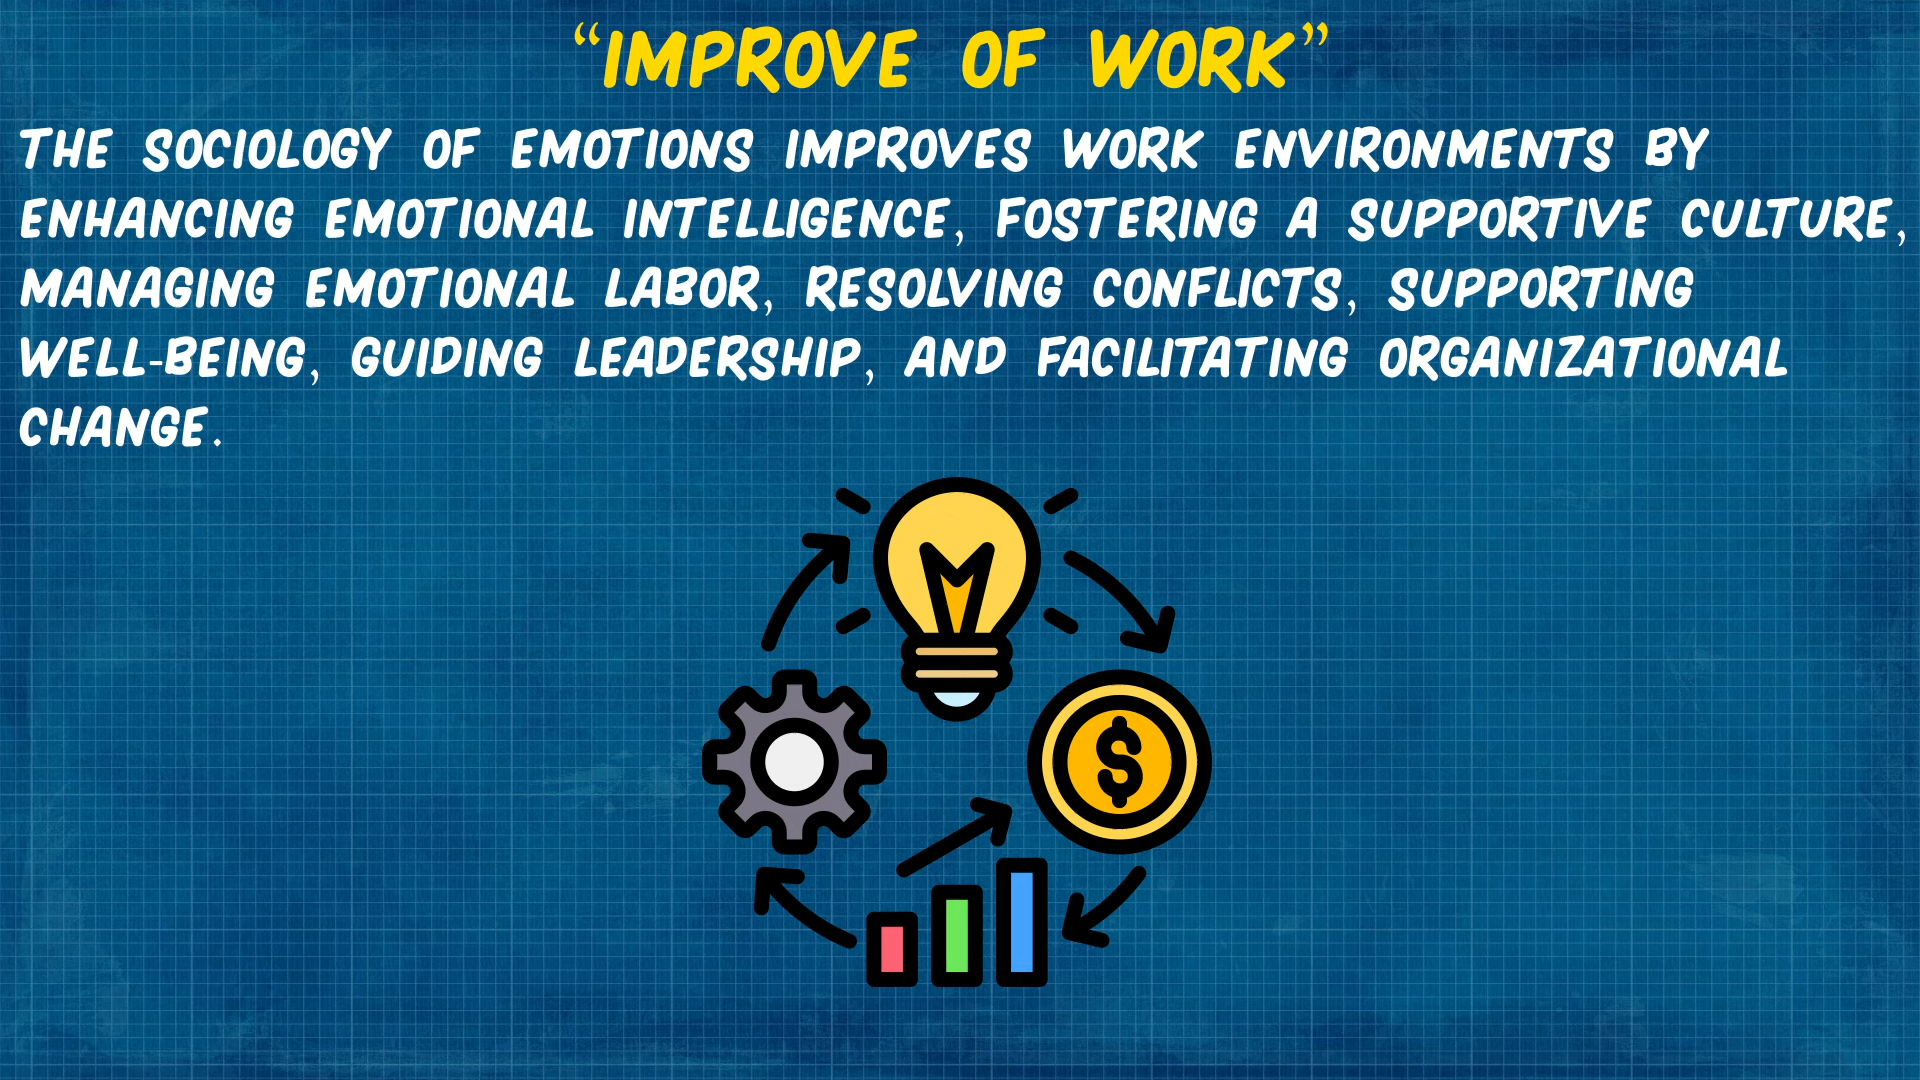 “IMPROVE OF WORK”
THE SOCIOLOGY OF EMOTIONS IMPROVES WORK ENVIRONMENTS BY
ENHANCING EMOTIONAL INTELLIGENCE, FOSTERING A SUPPORTIVE CULTURE,
MANAGING EMOTIONAL LABOR, RESOLVING CONFLICTS, SUPPORTING
WELL-BEING, GUIDING LEADERSHIP, AND FACILITATING ORGANIZATIONAL
CHANGE.
$